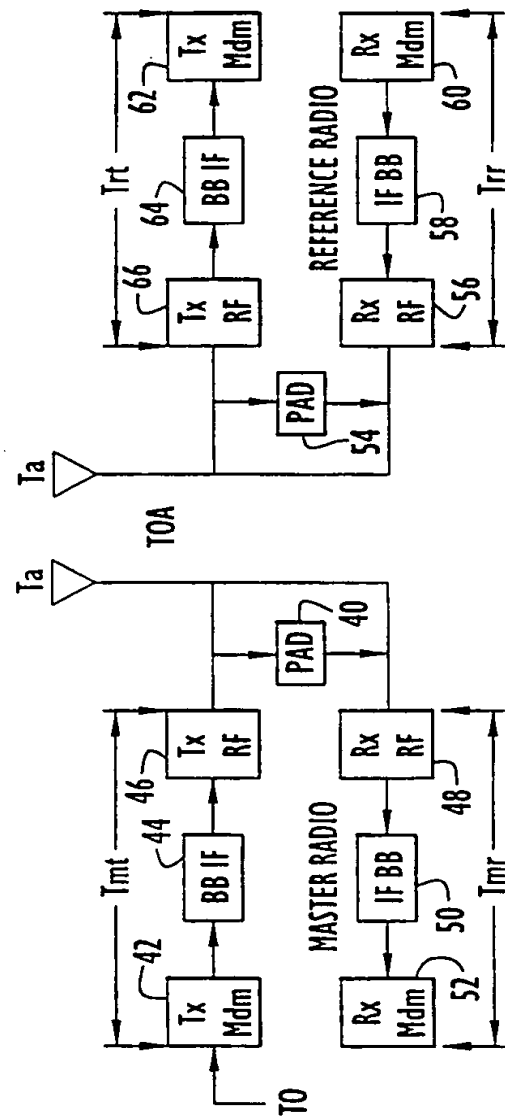 Ta
Ta
TOA
Tmt
Trt
42
44
46
66
64
62
Tx
Mdm
BB IF
Tx
RF
Tx
RF
BB IF
Tx
Mdm
TO
PAD
40
PAD
54
MASTER RADIO
REFERENCE RADIO
Rx
Mdm
IF BB
Rx
RF
Rx
RF
IF BB
Rx
Mdm
52
50
48
56
58
60
Tmr
Trr